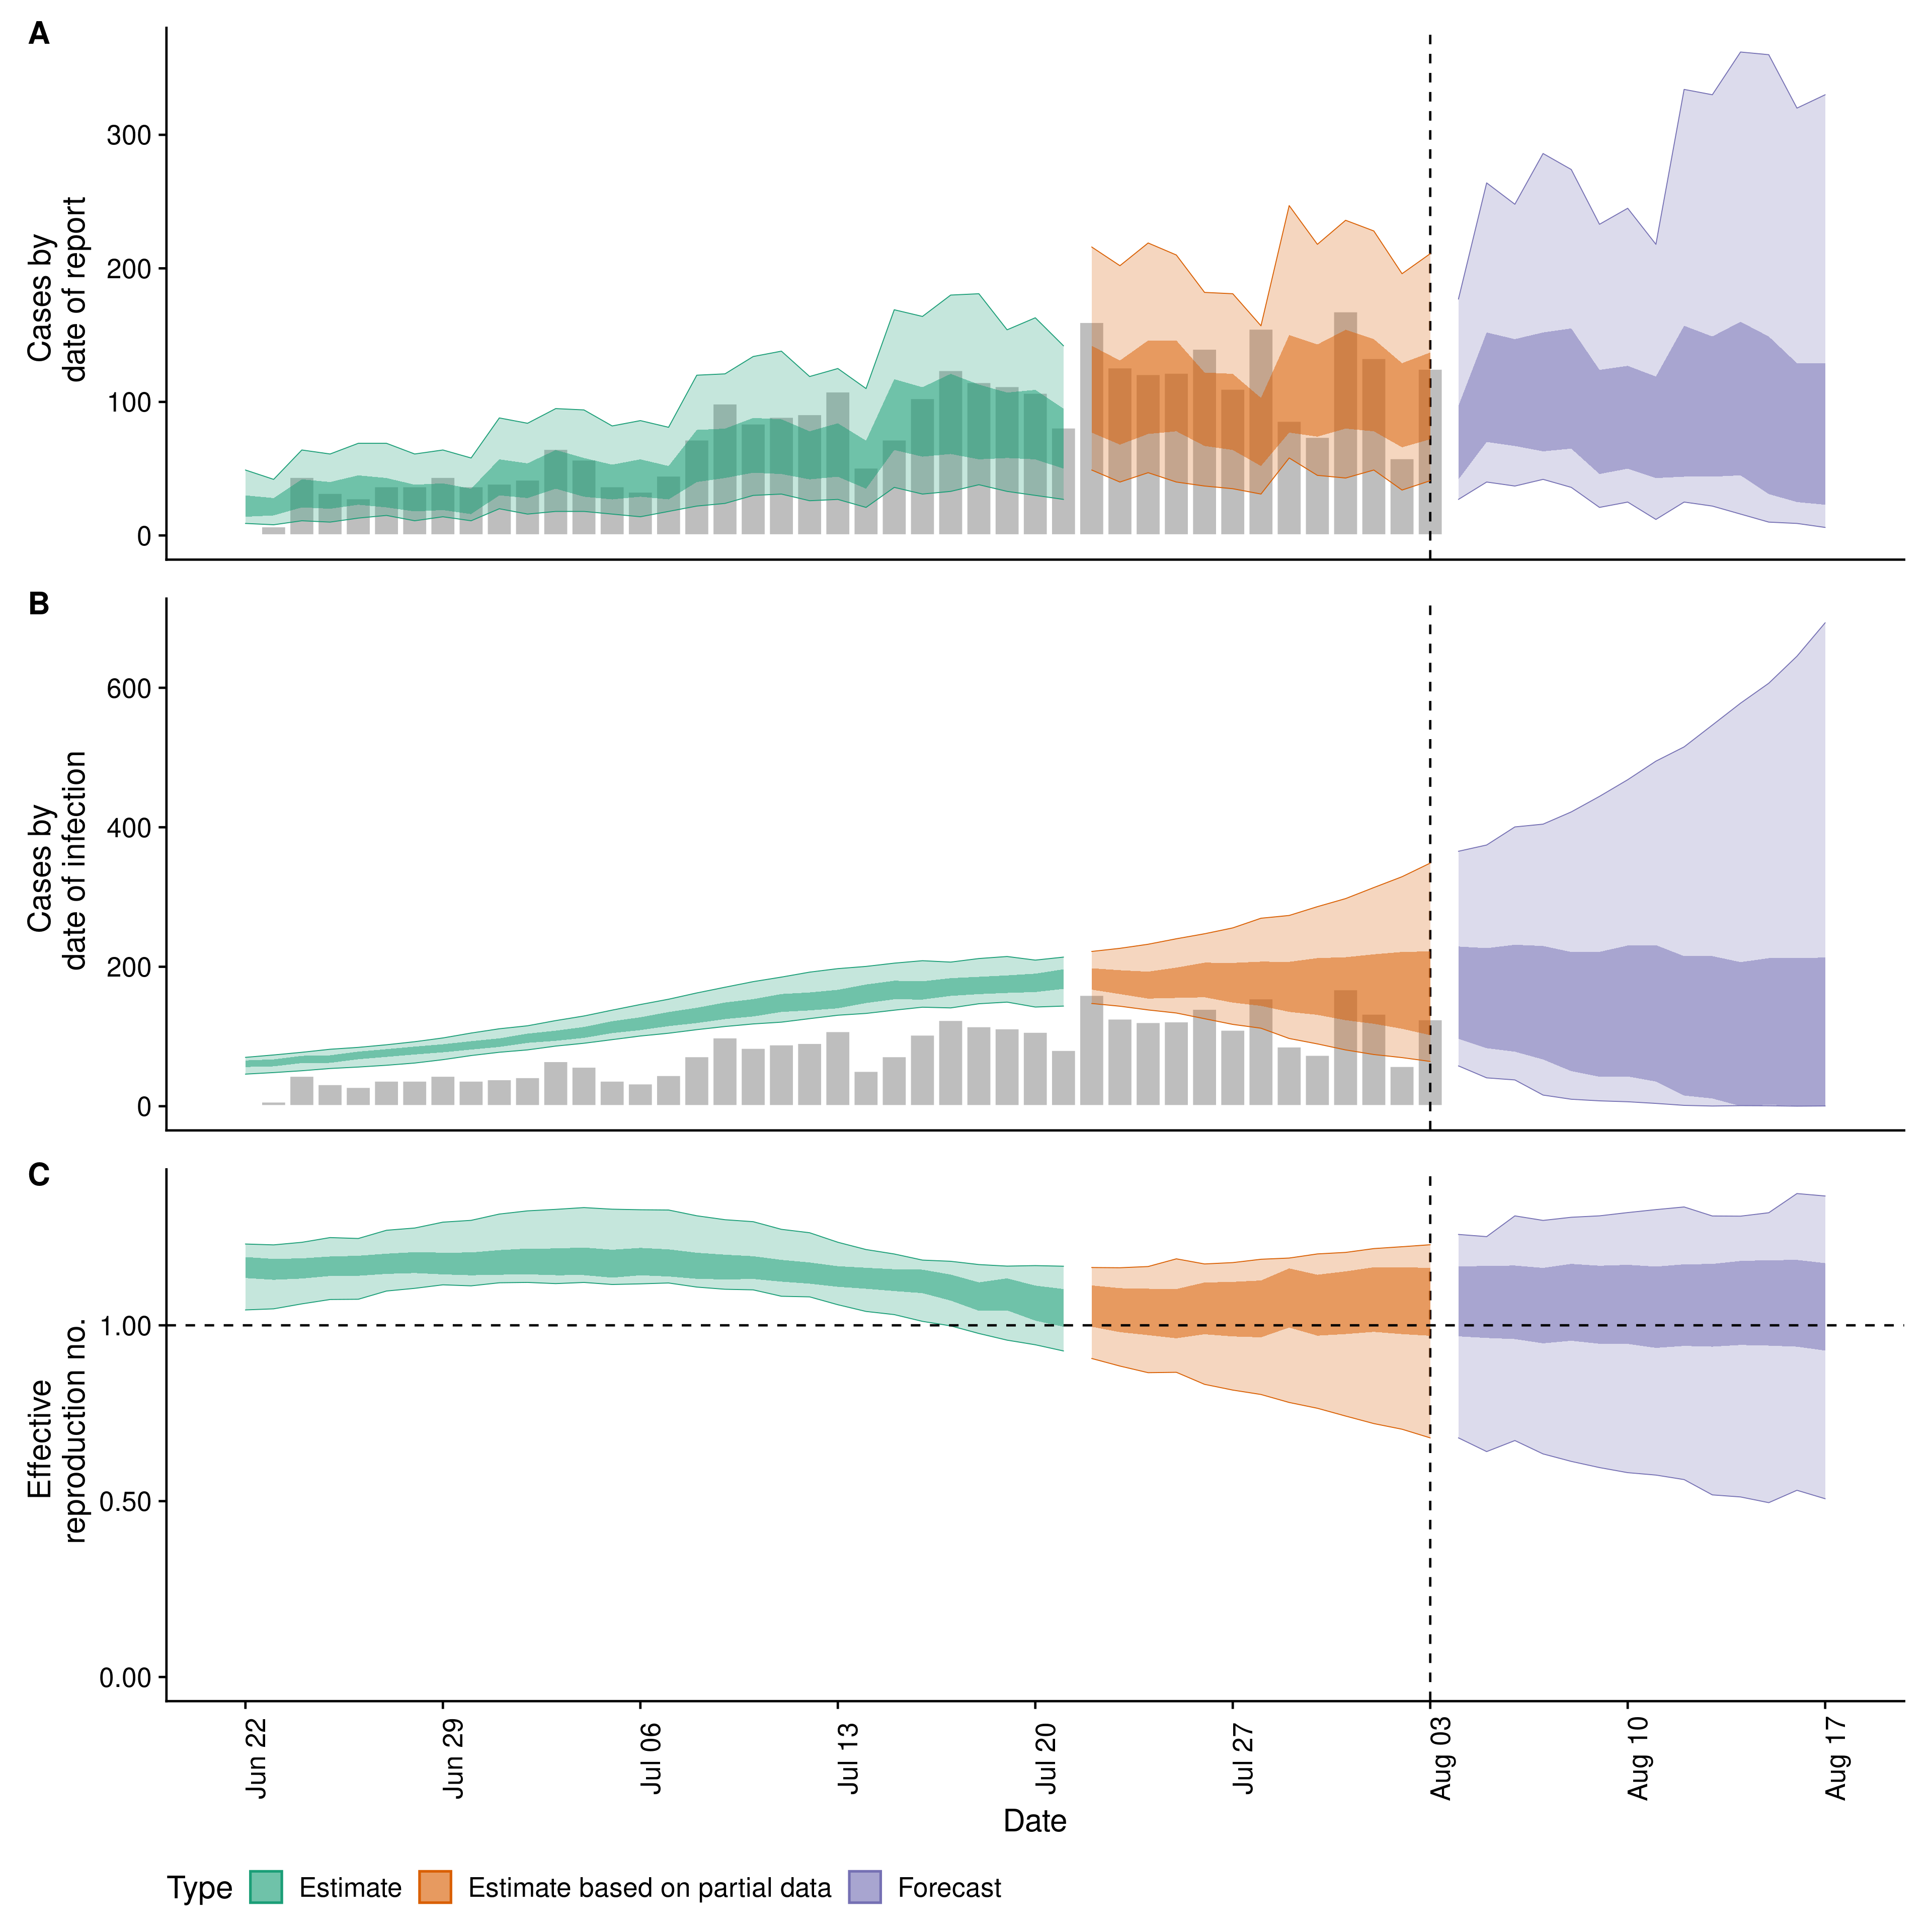 A
Cases by
date of report
300
200
100
0
B
Cases by
date of infection
600
400
200
0
C
Effective
reproduction no.
1.00
0.50
0.00
Jun 22
Jun 29
Jul 06
Jul 13
Jul 20
Jul 27
Aug 03
Aug 10
Aug 17
Date
Type
Estimate
Estimate based on partial data
Forecast